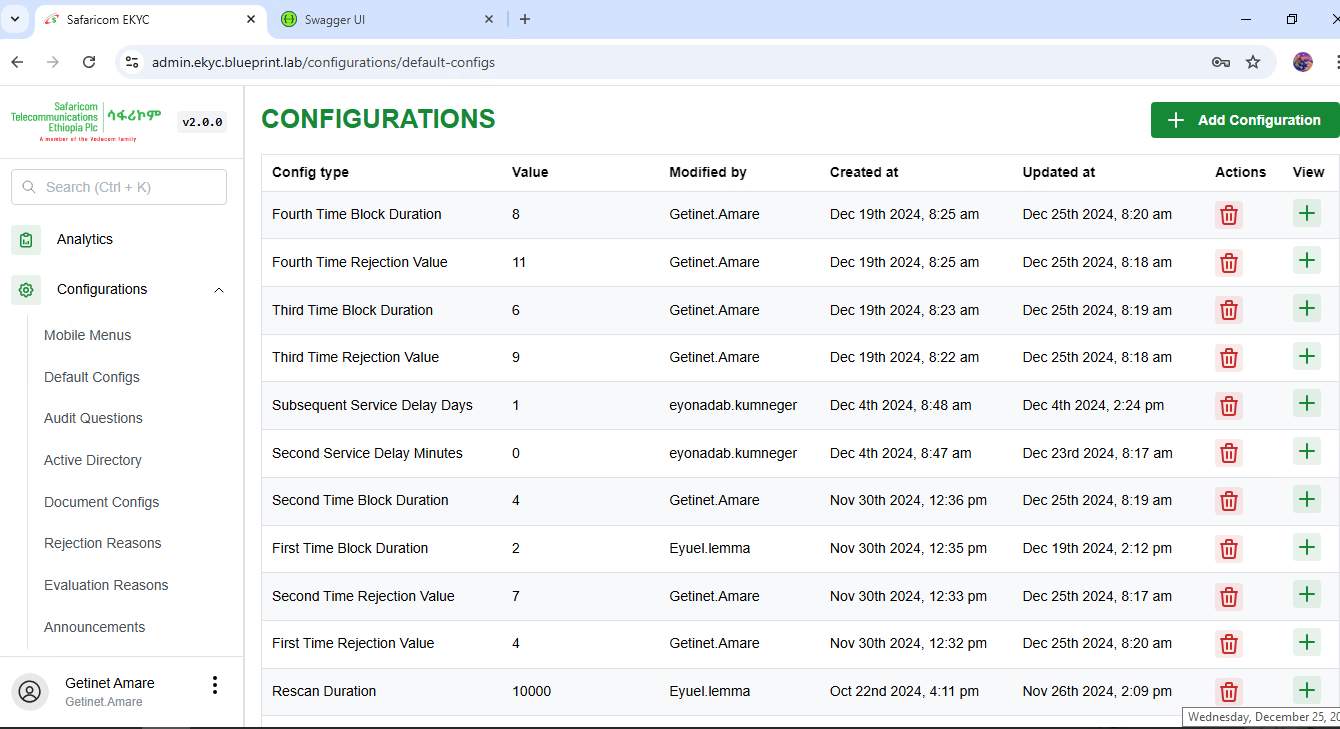 Safaricom EKYC
Swagger UI
admin.ekyc.blueprint.lab/configurations/default-configs
Safaricom
Telecommunications
Ethiopia Plc
ሳፋሪኮም
A member of the Vodacom family
v2.0.0
Search (Ctrl + K)
Analytics
Configurations
Mobile Menus
Default Configs
Audit Questions
Active Directory
Document Configs
Rejection Reasons
Evaluation Reasons
Announcements
Getinet Amare
Getinet.Amare
CONFIGURATIONS
Add Configuration
Config type Value Modified by Created at Updated at Actions View
Fourth Time Block Duration 8 Getinet.Amare Dec 19th 2024, 8:25 am Dec 25th 2024, 8:20 am
Fourth Time Rejection Value 11 Getinet.Amare Dec 19th 2024, 8:25 am Dec 25th 2024, 8:18 am
Third Time Block Duration 6 Getinet.Amare Dec 19th 2024, 8:23 am Dec 25th 2024, 8:19 am
Third Time Rejection Value 9 Getinet.Amare Dec 19th 2024, 8:22 am Dec 25th 2024, 8:18 am
Subsequent Service Delay Days 1 eyonadab.kumneger Dec 4th 2024, 8:48 am Dec 4th 2024, 2:24 pm
Second Service Delay Minutes 0 eyonadab.kumneger Dec 4th 2024, 8:47 am Dec 23rd 2024, 8:17 am
Second Time Block Duration 4 Getinet.Amare Nov 30th 2024, 12:36 pm Dec 25th 2024, 8:19 am
First Time Block Duration 2 Eyuel.lemma Nov 30th 2024, 12:35 pm Dec 19th 2024, 2:12 pm
Second Time Rejection Value 7 Getinet.Amare Nov 30th 2024, 12:33 pm Dec 25th 2024, 8:17 am
First Time Rejection Value 4 Getinet.Amare Nov 30th 2024, 12:32 pm Dec 25th 2024, 8:20 am
Rescan Duration 10000 Eyuel.lemma Oct 22nd 2024, 4:11 pm Nov 26th 2024, 2:09 pm
Wednesday, December 25, 20